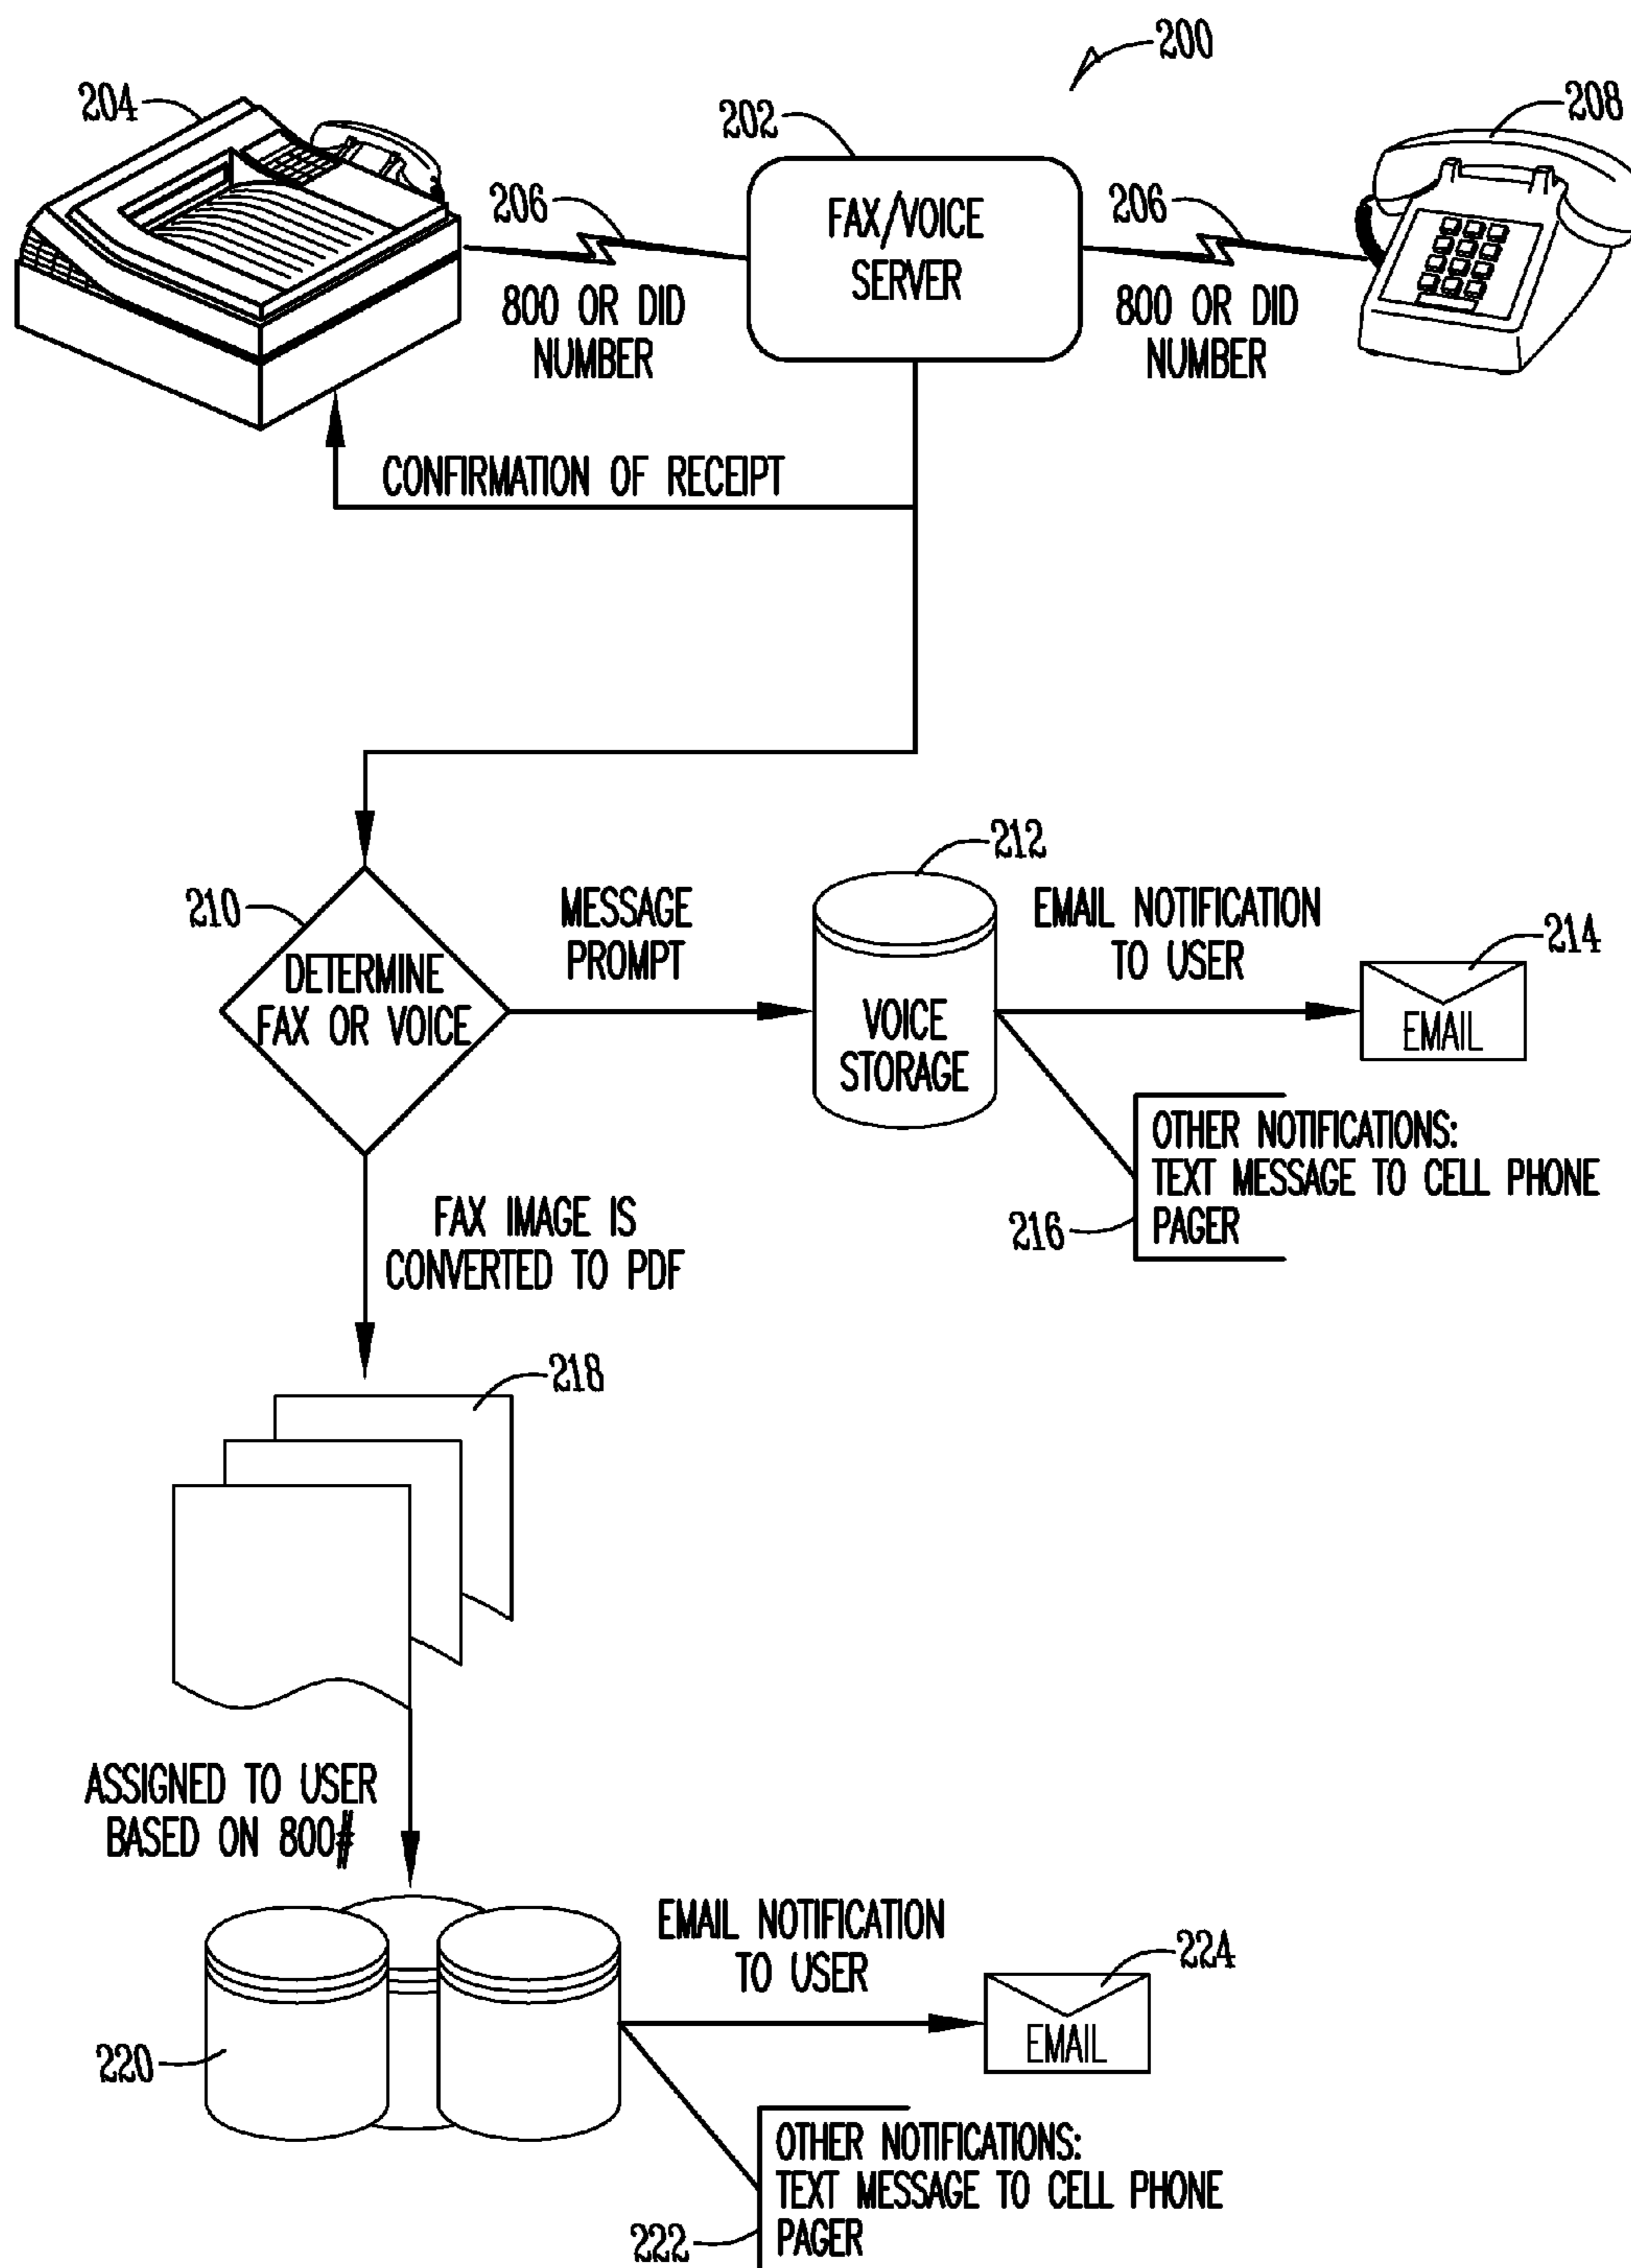 200
204
202
208
206
FAX/VOICE
SERVER
206
800 OR DID
NUMBER
800 OR DID
NUMBER
CONFIRMATION OF RECEIPT
210
DETERMINE
FAX OR VOICE
MESSAGE
PROMPT
212
VOICE
STORAGE
EMAIL NOTIFICATION
TO USER
214
EMAIL
216
OTHER NOTIFICATIONS:
TEXT MESSAGE TO CELL PHONE
PAGER
FAX IMAGE IS
CONVERTED TO PDF
218
ASSIGNED TO USER
BASED ON 800#
220
EMAIL NOTIFICATION
TO USER
224
EMAIL
222
OTHER NOTIFICATIONS:
TEXT MESSAGE TO CELL PHONE
PAGER